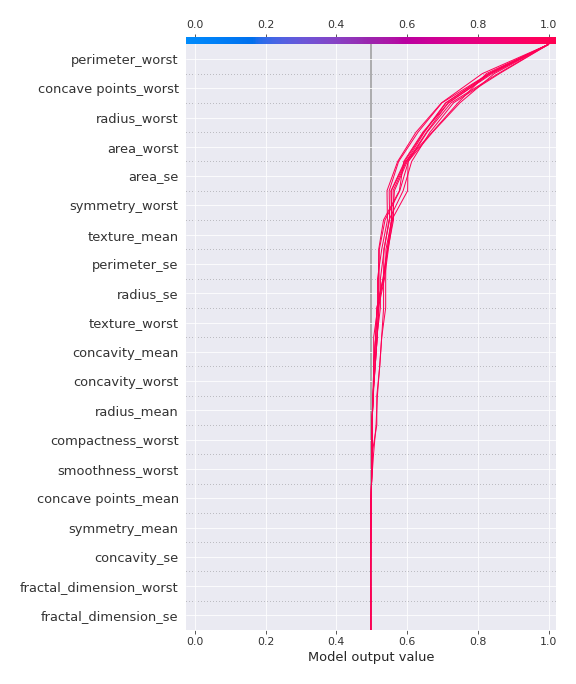 0.0 0.2 0.4 0.6 0.8 1.0
perimeter_worst
concave points_worst
radius_worst
area_worst
area_se
symmetry_worst
texture_mean
perimeter_se
radius_se
texture_worst
concavity_mean
concavity_worst
radius_mean
compactness_worst
smoothness_worst
concave points_mean
symmetry_mean
concavity_se
fractal_dimension_worst
fractal_dimension_se
0.0 0.2 0.4 0.6 0.8 1.0
Model output value